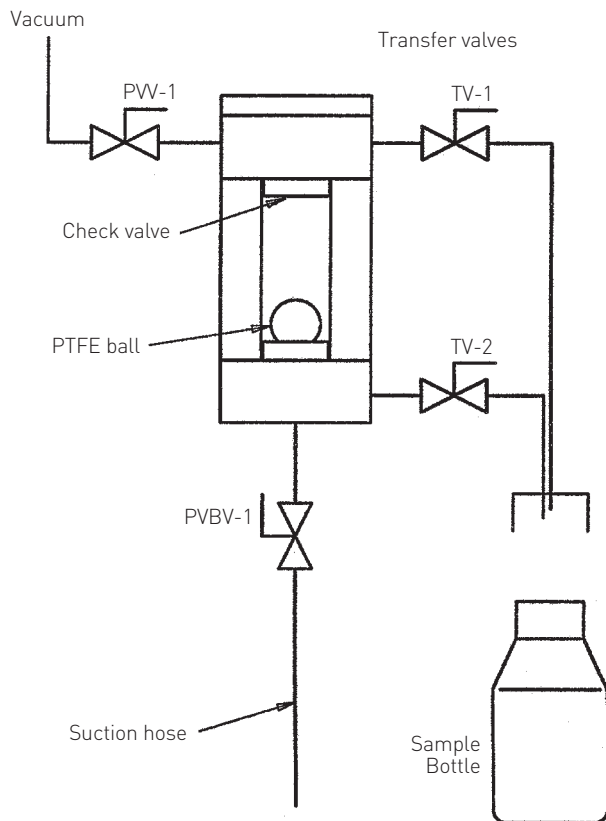 Vacuum
Transfer valves
PVV-1
TV-1
Check valve
PTFE ball
TV-2
PVBV-1
Suction hose
Sample
Bottle